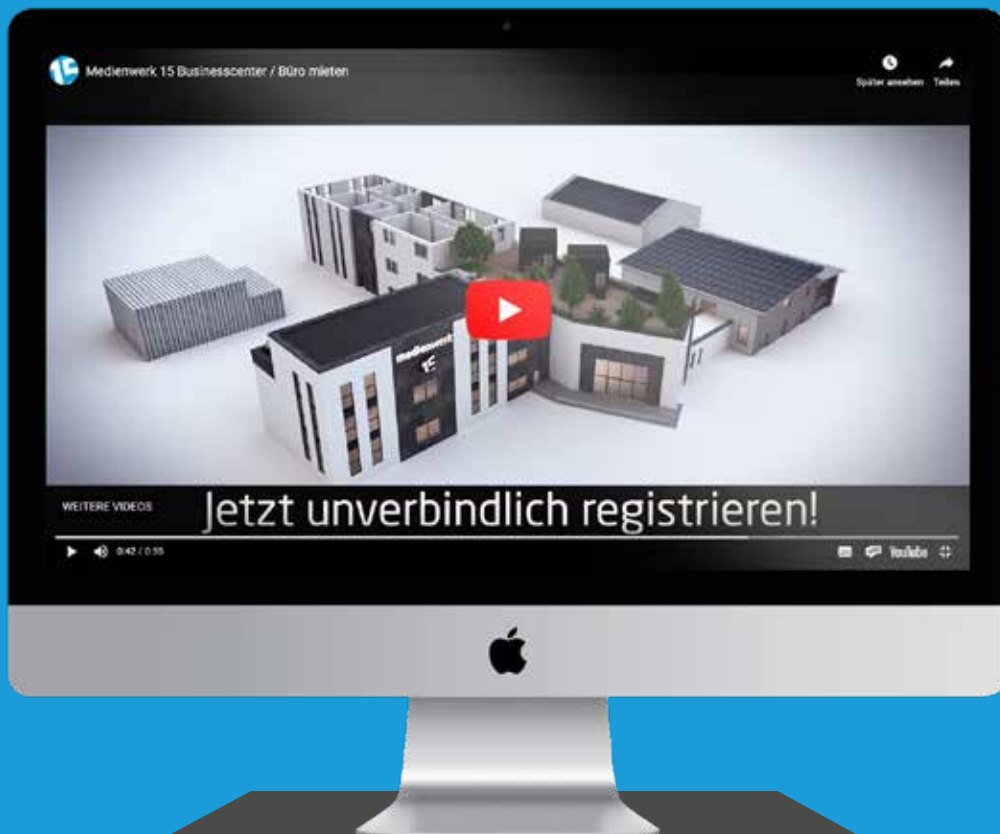 Medienwerk 15 Businesscenter / Büro mieten
Später ansehen Teilen
medienwerk
15
WEITERE VIDEOS
Jetzt unverbindlich registrieren!
0:42 / 0:55
YouTube